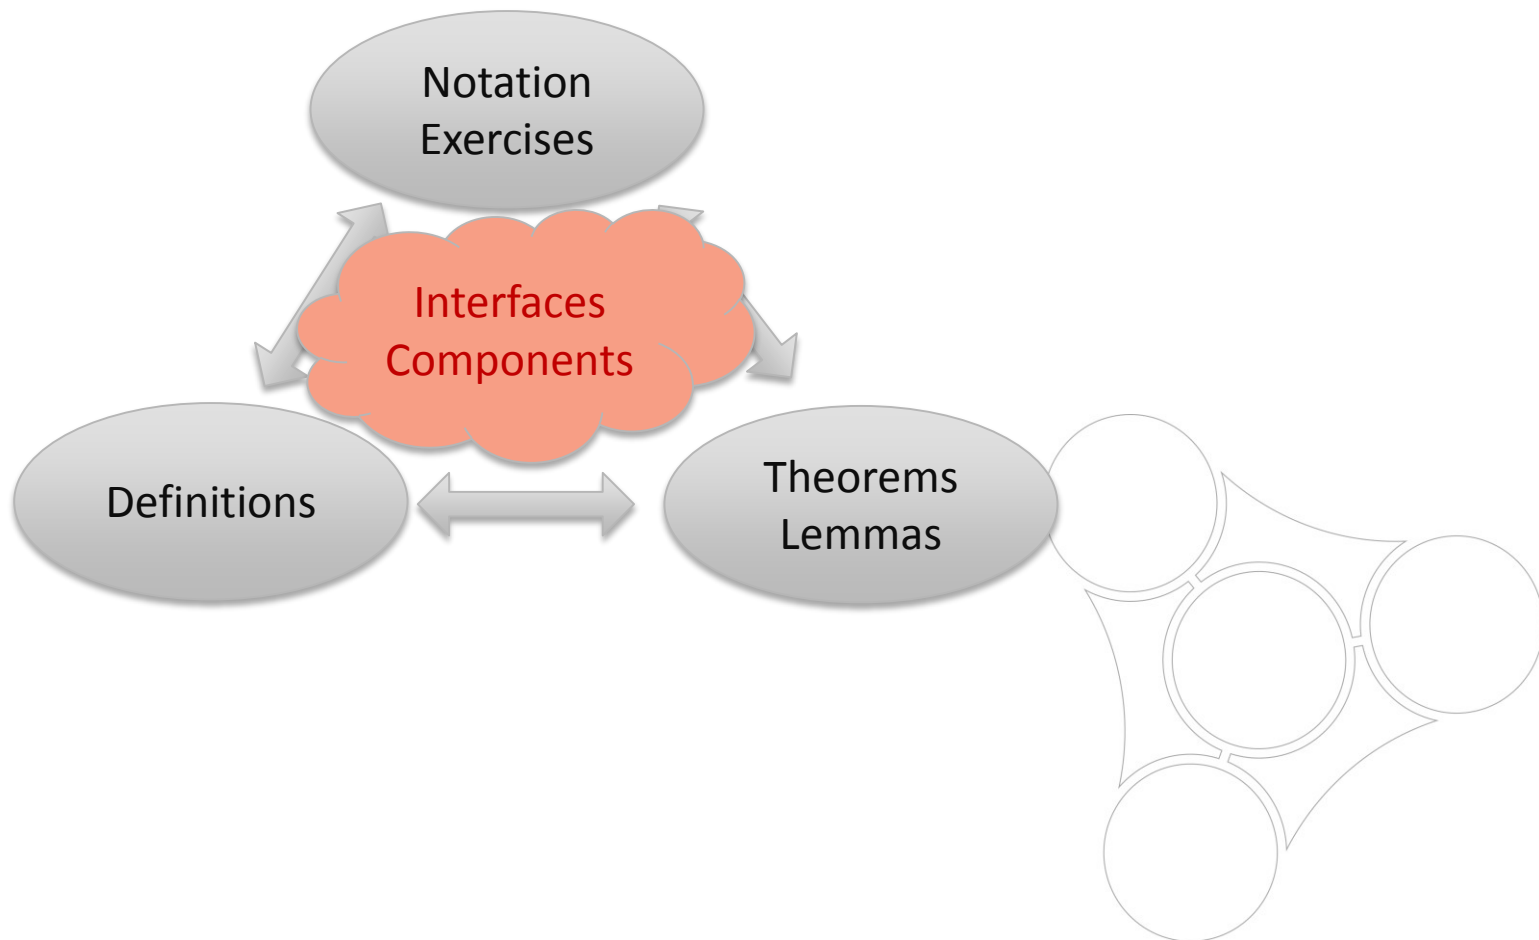 Notation
Exercises
Interfaces
Components
Definitions
Theorems
Lemmas